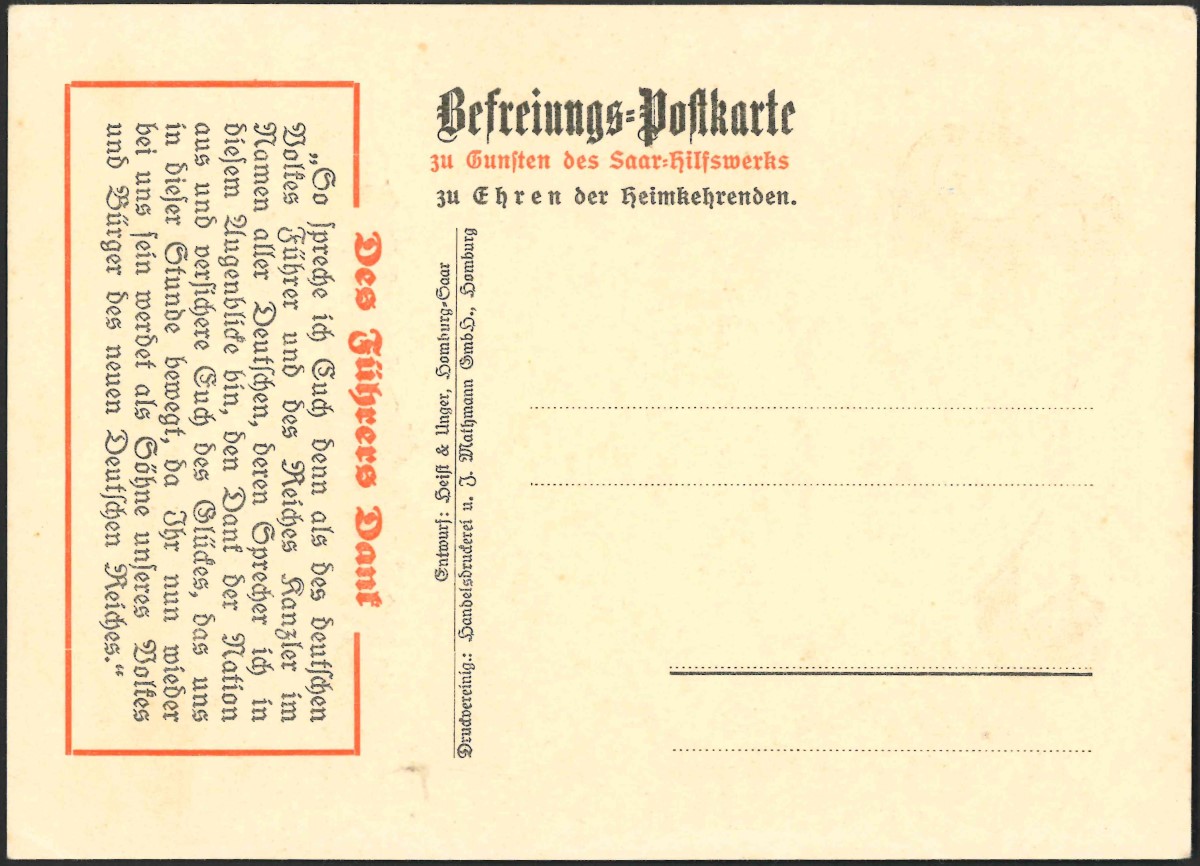 Befreiungs-Postkarte
zu Gunsten des Saar-Hilfswerks
zu Ehren der Heimkehrenden.
Des Führers Dank
„So spreche ich Euch denn als des deutschen
Volkes Führer und des Reiches Kanzler im
Namen aller Deutschen, deren Sprecher ich in
diesem Augenblicke bin, den Dank der Nation
aus und versichere Euch des Glückes, das uns
in dieser Stunde bewegt, da Ihr nun wieder
bei uns sein werdet als Söhne unseres Volkes
und Bürger des neuen Deutschen Reiches.“
Entwurf: Heist & Unger, Homburg-Saar
Druckvereinig.: Handelsdruckerei u. J. Mathmann GmbH., Homburg